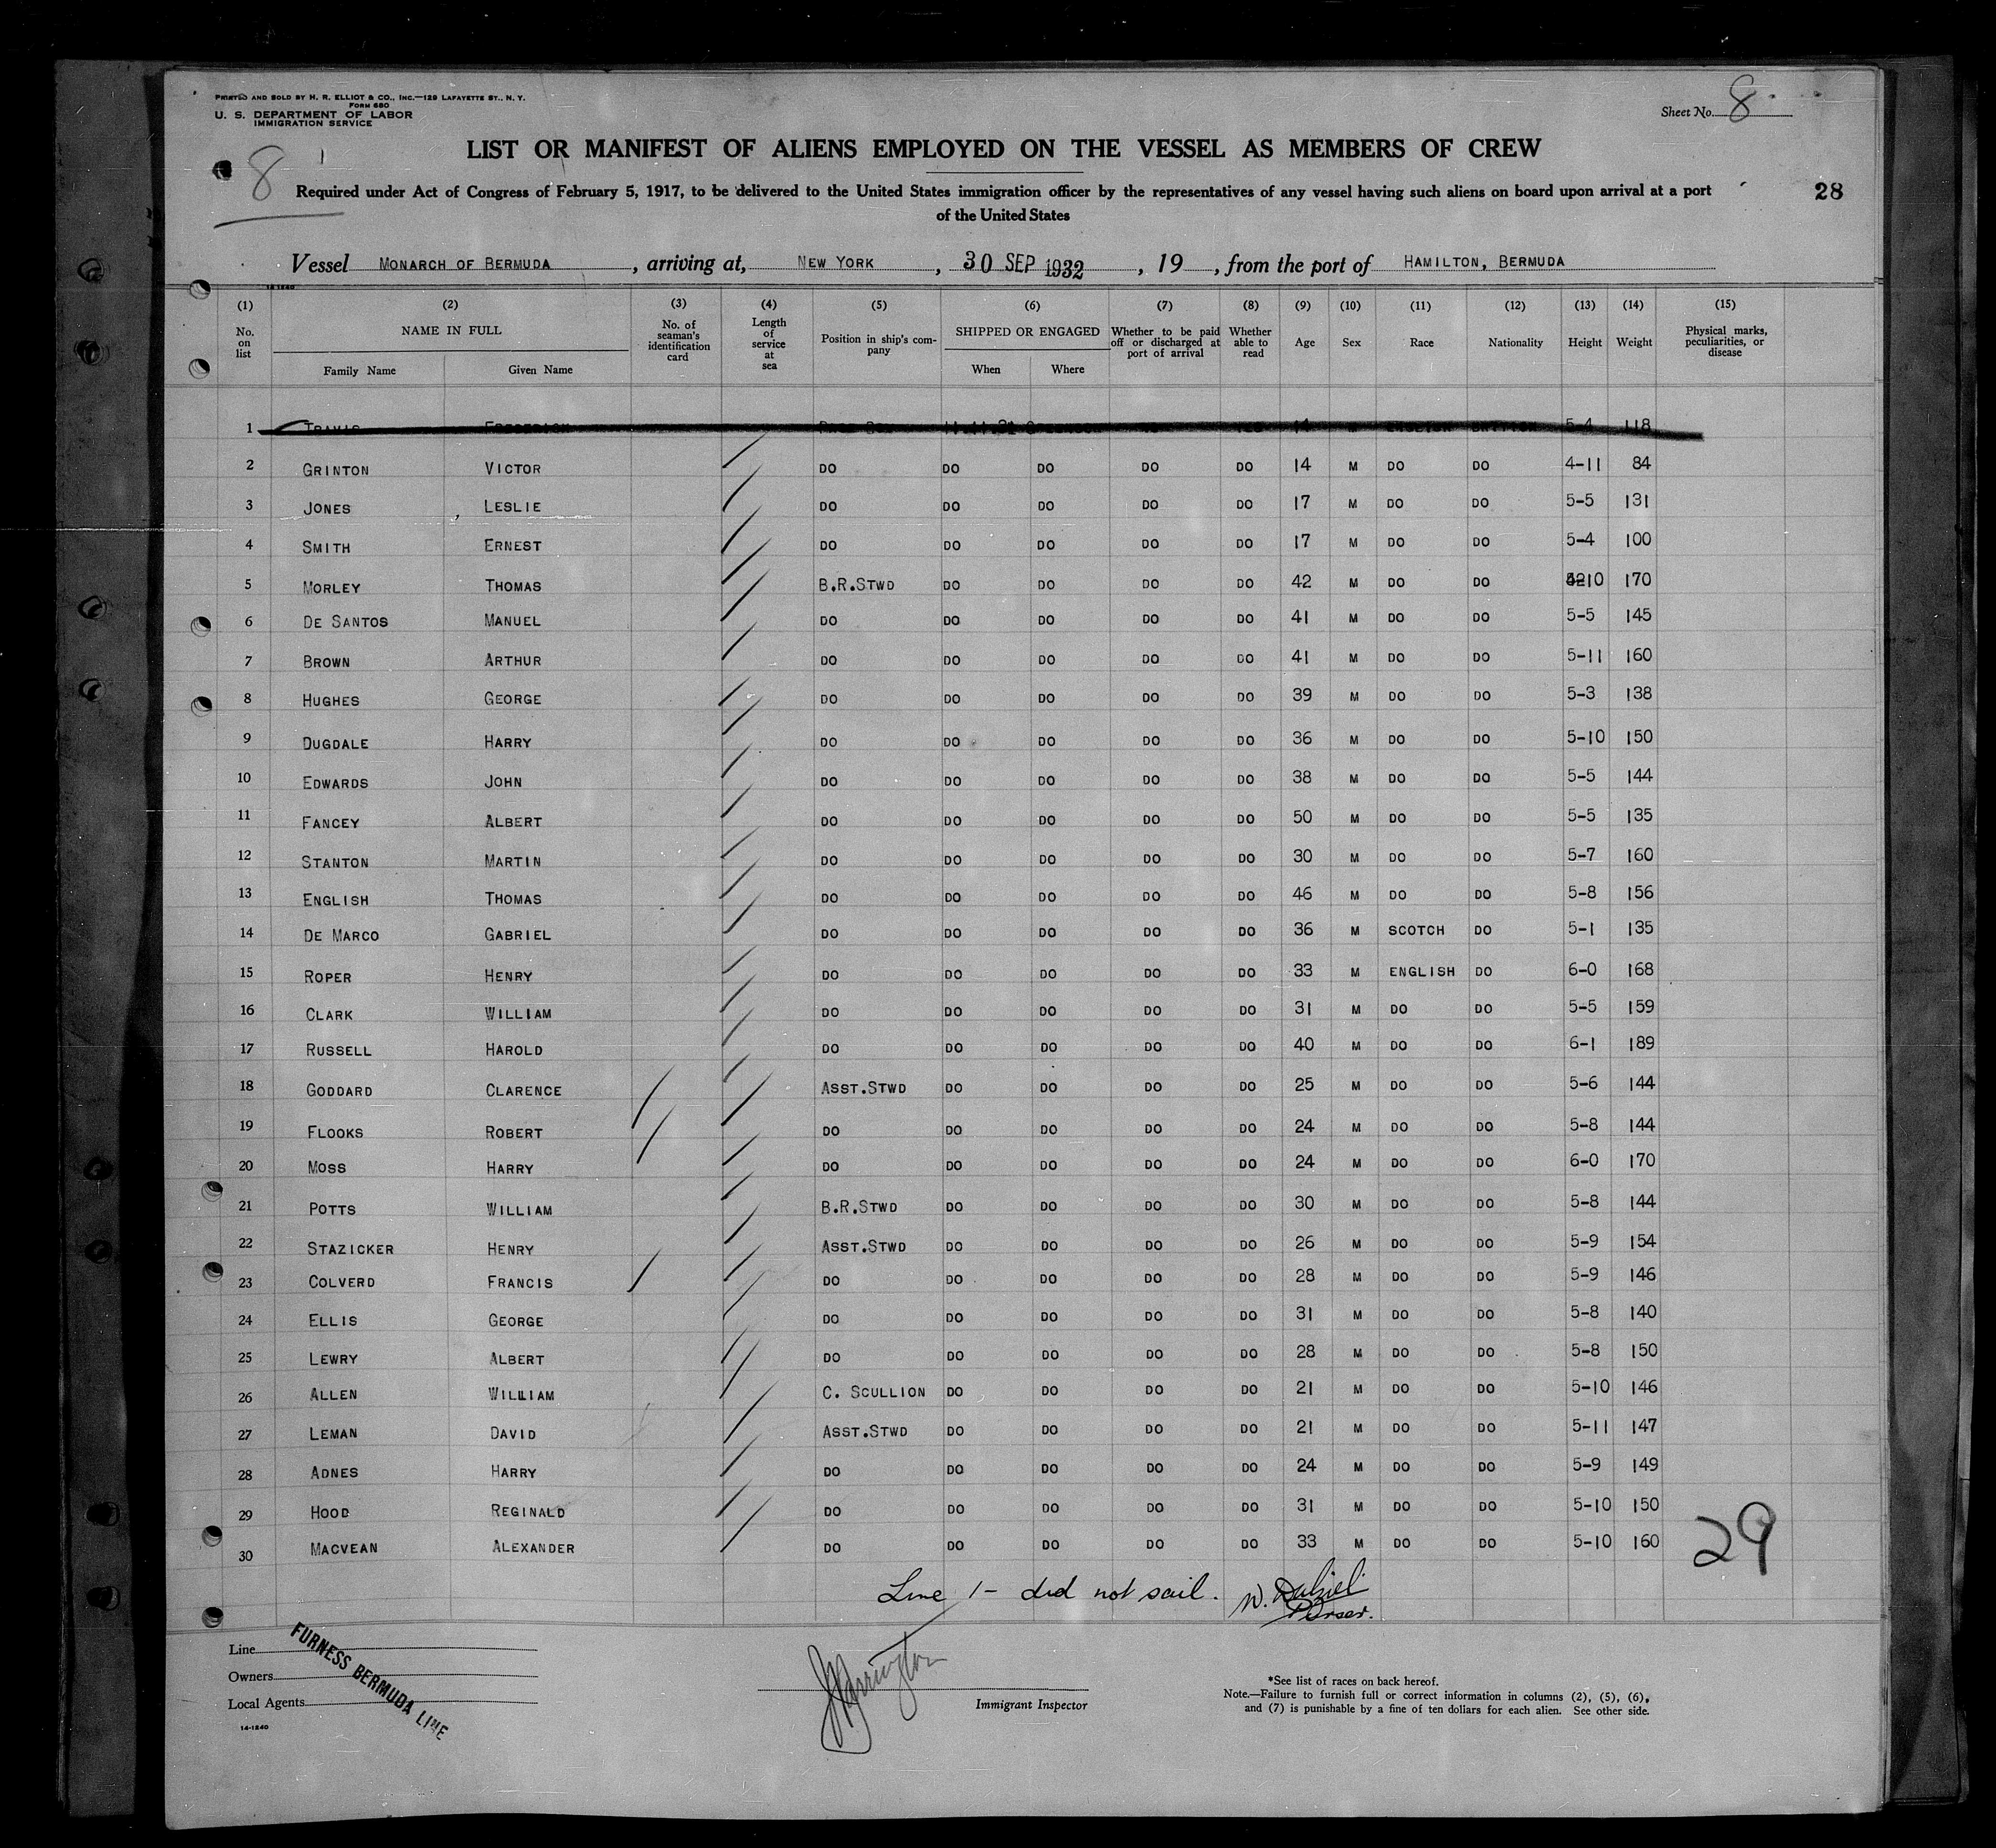 PRINTED AND SOLD BY H. R. ELLIOT & CO., INC.—129 LAFAYETTE ST., N. Y.
FORM 680
U. S. DEPARTMENT OF LABOR
IMMIGRATION SERVICE
Sheet No. 8
LIST OR MANIFEST OF ALIENS EMPLOYED ON THE VESSEL AS MEMBERS OF CREW
8
Required under Act of Congress of February 5, 1917, to be delivered to the United States immigration officer by the representatives of any vessel having such aliens on board upon arrival at a port
of the United States
28
Vessel MONARCH OF BERMUDA, arriving at, NEW YORK, 30 SEP 1932, 19, from the port of HAMILTON, BERMUDA
14-1240
(1) (2) (3) (4) (5) (6) (7) (8) (9) (10) (11) (12) (13) (14) (15)
No. on list NAME IN FULL Family Name Given Name No. of seaman's identification card Length of service at sea Position in ship's company SHIPPED OR ENGAGED When Where Whether to be paid off or discharged at port of arrival Whether able to read Age Sex Race Nationality Height Weight Physical marks, peculiarities, or disease
1 TRAVIS FREDERICK 14 5-4 118
2 GRINTON VICTOR DO DO DO DO DO 14 M DO DO 4-11 84
3 JONES LESLIE DO DO DO DO DO 17 M DO DO 5-5 131
4 SMITH ERNEST DO DO DO DO DO 17 M DO DO 5-4 100
5 MORLEY THOMAS B.R.STWD DO DO DO DO 42 M DO DO 10 170
6 DE SANTOS MANUEL DO DO DO DO DO 41 M DO DO 5-5 145
7 BROWN ARTHUR DO DO DO DO DO 41 M DO DO 5-11 160
8 HUGHES GEORGE DO DO DO DO DO 39 M DO DO 5-3 138
9 DUGDALE HARRY DO DO DO DO DO 36 M DO DO 5-10 150
10 EDWARDS JOHN DO DO DO DO DO 38 M DO DO 5-5 144
11 FANCEY ALBERT DO DO DO DO DO 50 M DO DO 5-5 135
12 STANTON MARTIN DO DO DO DO DO 30 M DO DO 5-7 160
13 ENGLISH THOMAS DO DO DO DO DO 46 M DO DO 5-8 156
14 DE MARCO GABRIEL DO DO DO DO DO 36 M SCOTCH DO 5-1 135
15 ROPER HENRY DO DO DO DO DO 33 M ENGLISH DO 6-0 168
16 CLARK WILLIAM DO DO DO DO DO 31 M DO DO 5-5 159
17 RUSSELL HAROLD DO DO DO DO DO 40 M DO DO 6-1 189
18 GODDARD CLARENCE ASST.STWD DO DO DO DO 25 M DO DO 5-6 144
19 FLOOKS ROBERT DO DO DO DO DO 24 M DO DO 5-8 144
20 MOSS HARRY DO DO DO DO DO 24 M DO DO 6-0 170
21 POTTS WILLIAM B.R.STWD DO DO DO DO 30 M DO DO 5-8 144
22 STAZICKER HENRY ASST.STWD DO DO DO DO 26 M DO DO 5-9 154
23 COLVERD FRANCIS DO DO DO DO DO 28 M DO DO 5-9 146
24 ELLIS GEORGE DO DO DO DO DO 31 M DO DO 5-8 140
25 LEWRY ALBERT DO DO DO DO DO 28 M DO DO 5-8 150
26 ALLEN WILLIAM C. SCULLION DO DO DO DO 21 M DO DO 5-10 146
27 LEMAN DAVID ASST.STWD DO DO DO DO 21 M DO DO 5-11 147
28 ADNES HARRY DO DO DO DO DO 24 M DO DO 5-9 149
29 HOOD REGINALD DO DO DO DO DO 31 M DO DO 5-10 150
30 MACVEAN ALEXANDER DO DO DO DO DO 33 M DO DO 5-10 160
29
Line 1 - did not sail. W. Dalziel
Purser.
Line
Owners
Local Agents
FURNESS BERMUDA LINE
14-1240
Immigrant Inspector
*See list of races on back hereof.
Note.—Failure to furnish full or correct information in columns (2), (5), (6),
and (7) is punishable by a fine of ten dollars for each alien. See other side.